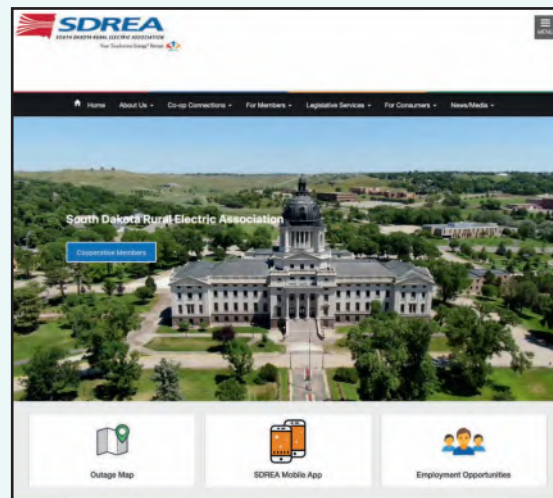 SDREA
SOUTH DAKOTA RURAL ELECTRIC ASSOCIATION
Your Touchstone Energy® Partner
MENU
Home About Us Co-op Connections For Members Legislative Services For Consumers News/Media
South Dakota Rural Electric Association
Cooperative Members
Outage Map
SDREA Mobile App
Employment Opportunities